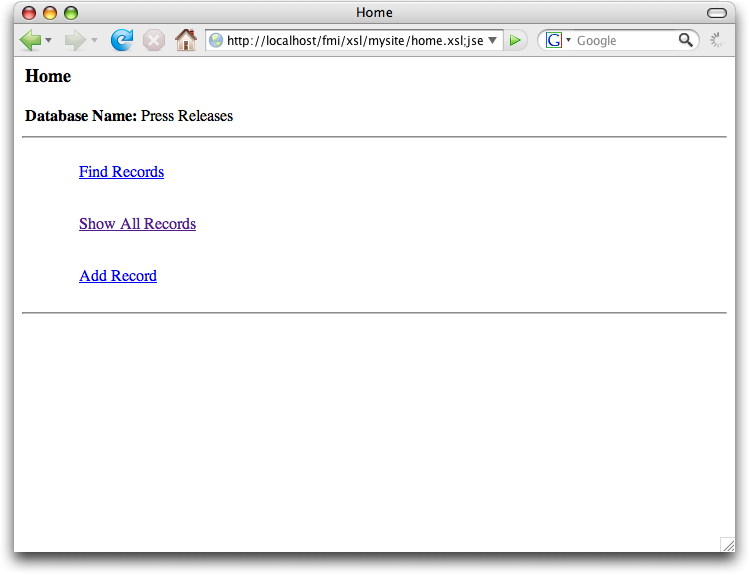 Home
http://localhost/fmi/xsl/mysite/home.xsl;jse
G Google
Home
Database Name: Press Releases
Find Records
Show All Records
Add Record